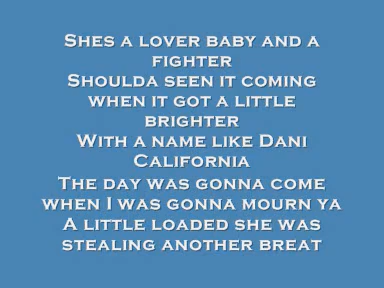 Shes a lover baby and a
fighter
Shoulda seen it coming
when it got a little
brighter
With a name like Dani
California
The day was gonna come
when I was gonna mourn ya
A little loaded she was
stealing another breat